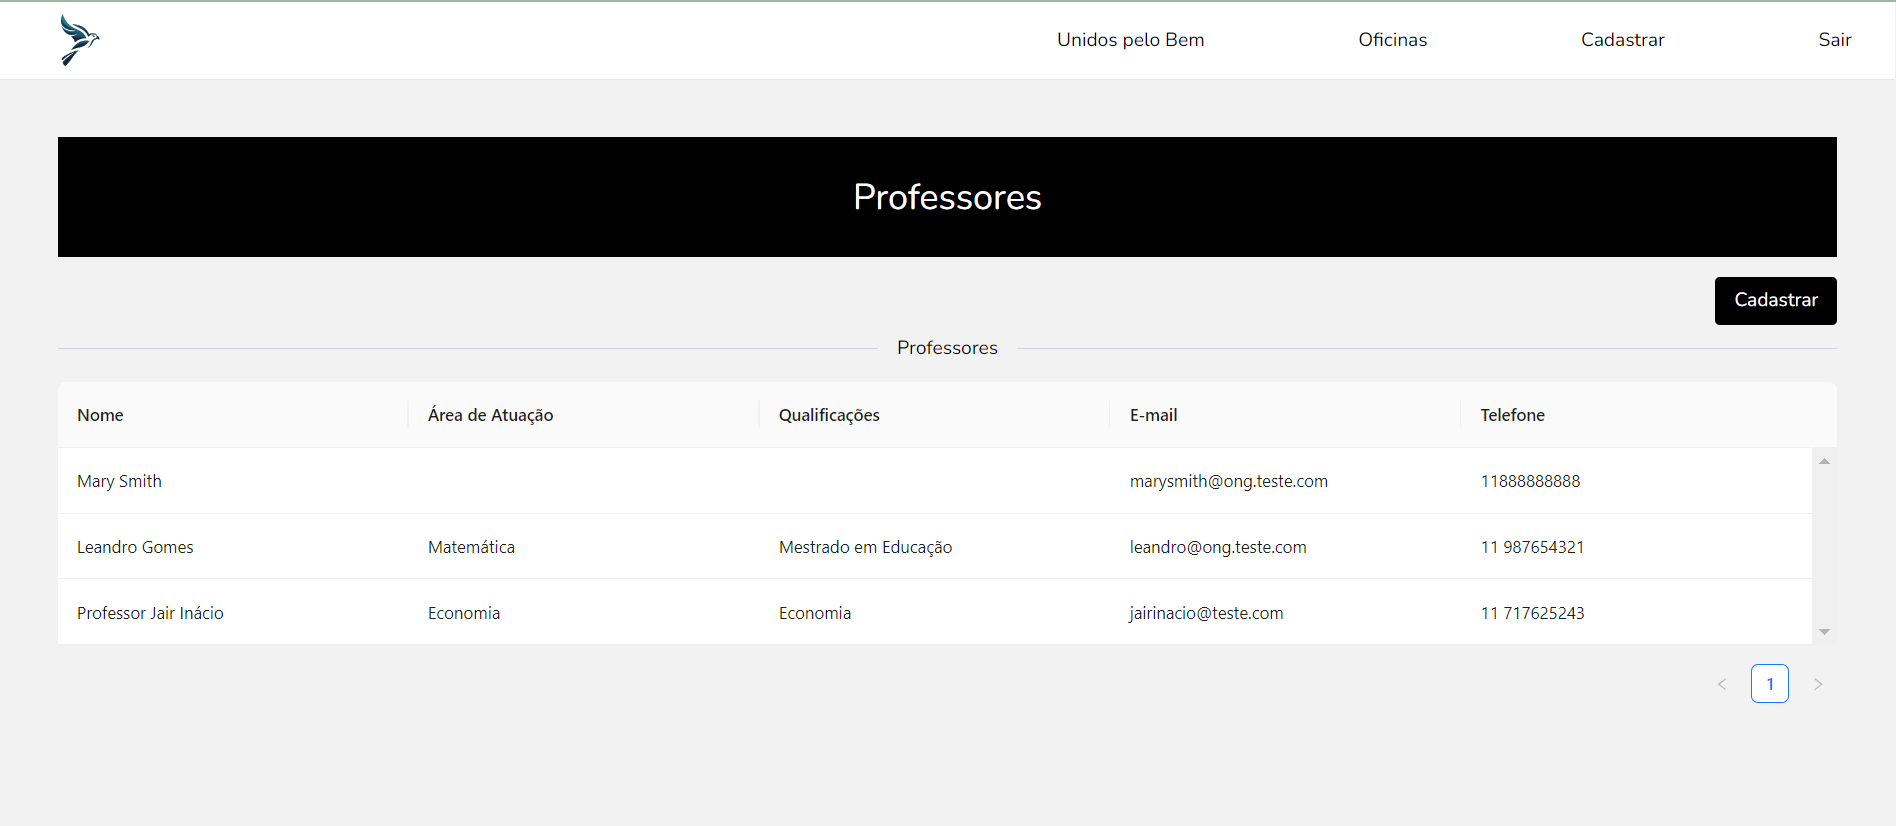 Unidos pelo Bem Oficinas Cadastrar Sair
Professores
Cadastrar
Professores
Nome Área de Atuação Qualificações E-mail Telefone
Mary Smith marysmith@ong.teste.com 11888888888
Leandro Gomes Matemática Mestrado em Educação leandro@ong.teste.com 11 987654321
Professor Jair Inácio Economia Economia jairinacio@teste.com 11 717625243
< 1 >